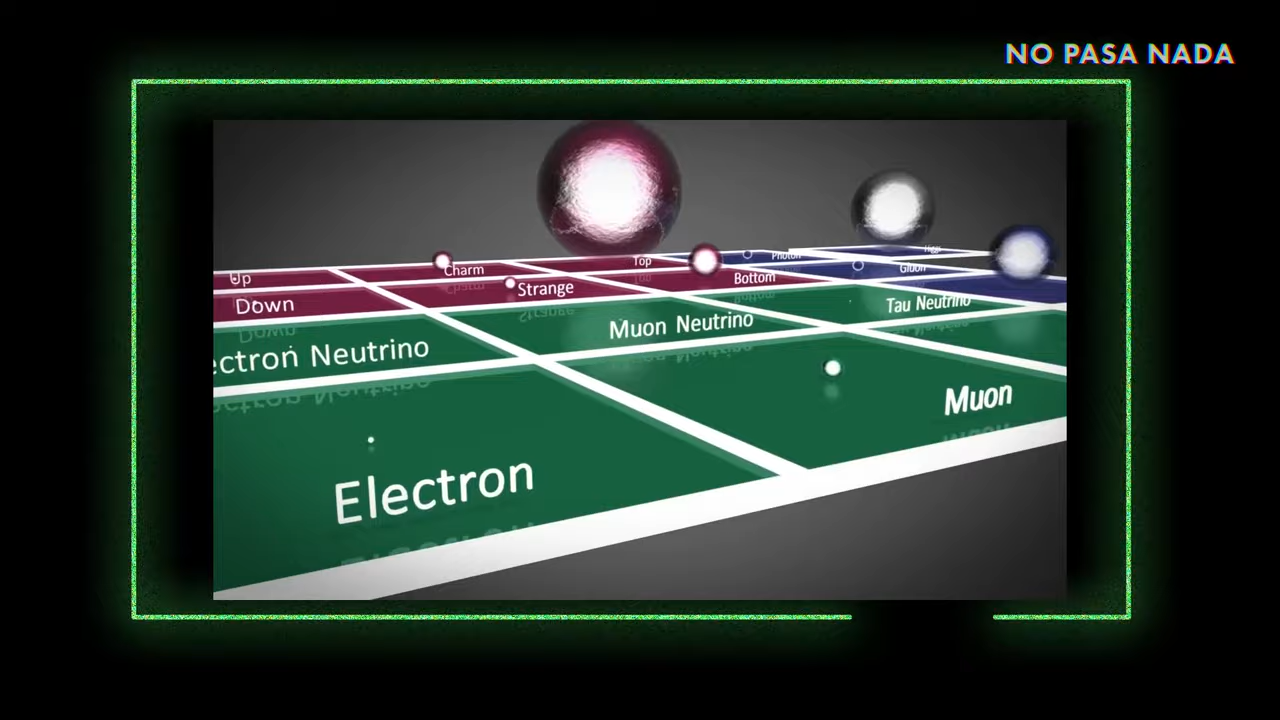 NO PASA NADA
Up
Charm
Top
Photon
Higgs
Down
Strange
Bottom
Gluon
ectron Neutrino
Muon Neutrino
Tau Neutrino
Electron
Muon